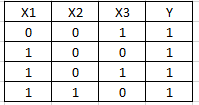 X1 X2 X3 Y
0 0 1 1
1 0 0 1
1 0 1 1
1 1 0 1